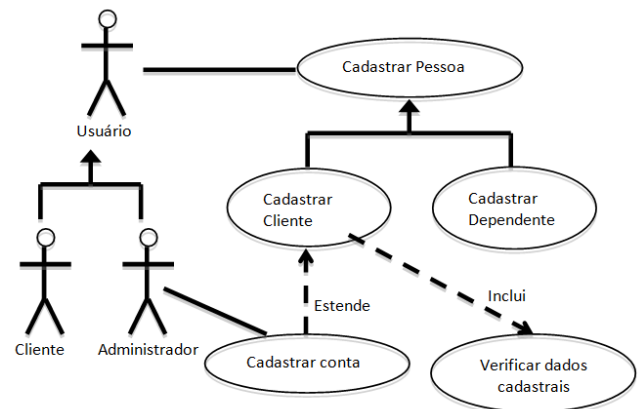 Cadastrar Pessoa
Usuário
Cadastrar
Cliente
Cadastrar
Dependente
Estende
Inclui
Cliente
Administrador
Cadastrar conta
Verificar dados
cadastrais